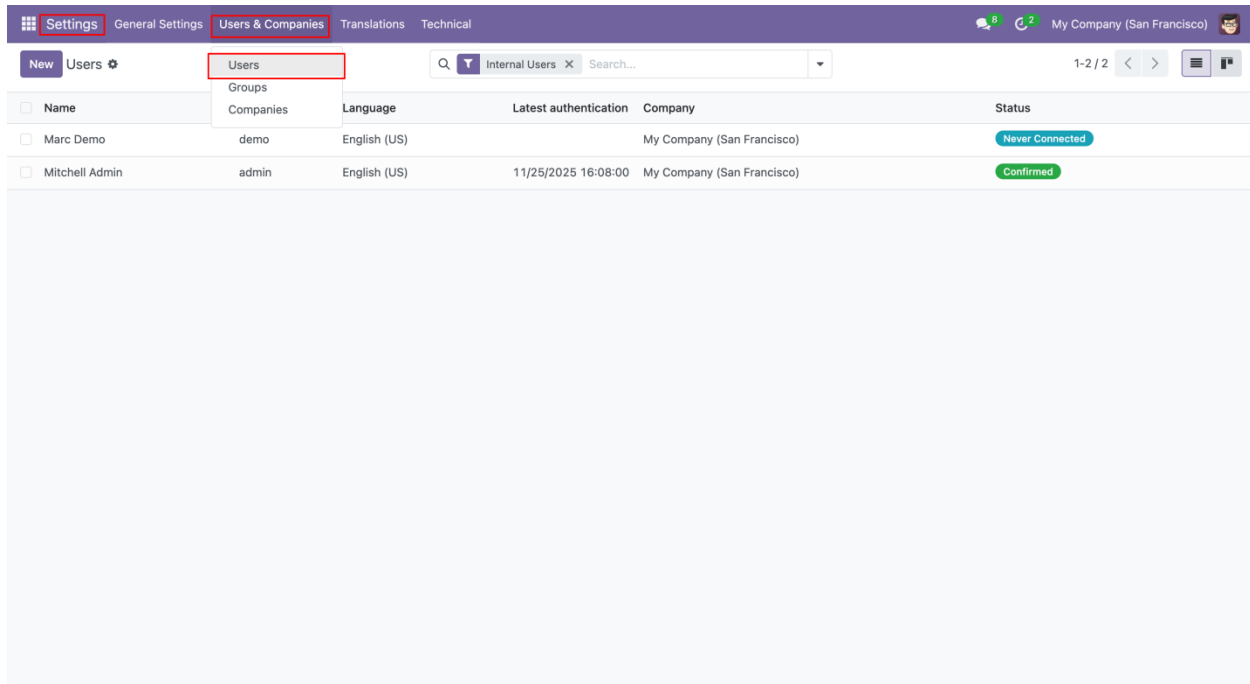 Settings General Settings Users & Companies Translations Technical 8 2 My Company (San Francisco)
New Users Internal Users Search... 1-2 / 2
Users
Groups
Companies
Name Language Latest authentication Company Status
Marc Demo demo English (US) My Company (San Francisco) Never Connected
Mitchell Admin admin English (US) 11/25/2025 16:08:00 My Company (San Francisco) Confirmed